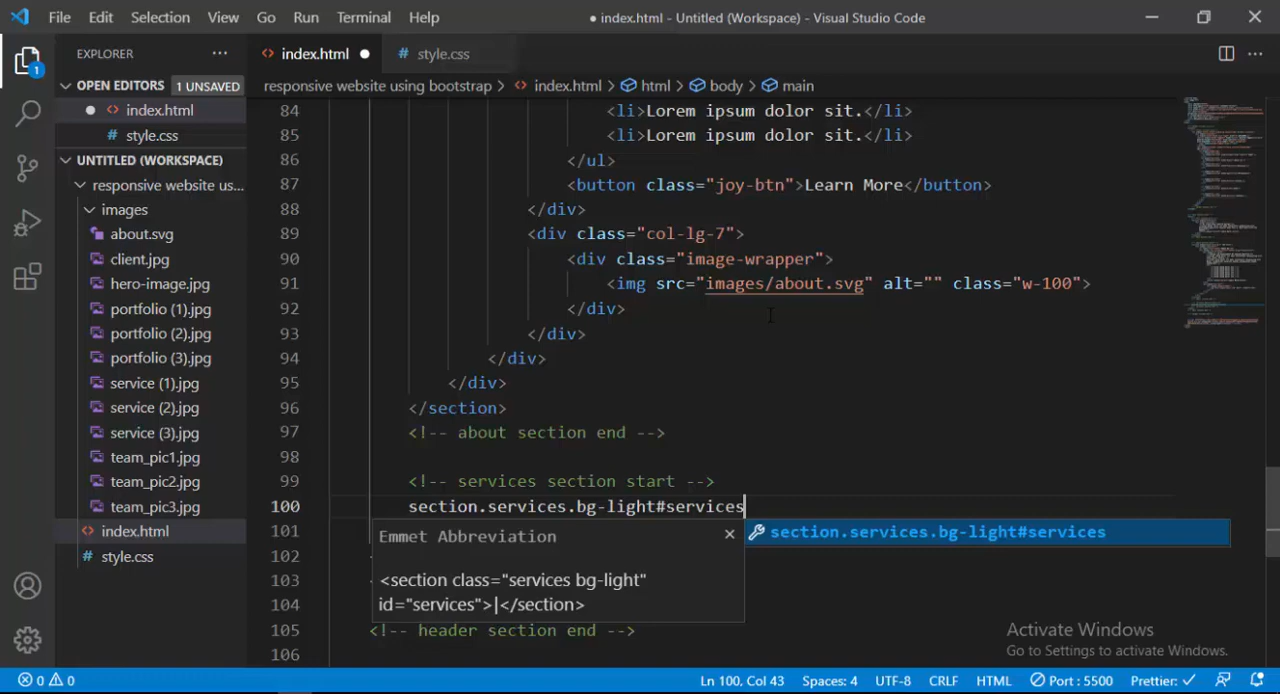 File Edit Selection View Go Run Terminal Help ● index.html - Untitled (Workspace) - Visual Studio Code
EXPLORER ··· <> index.html ● # style.css
OPEN EDITORS 1 UNSAVED responsive website using bootstrap > <> index.html > html > body > main
1
● <> index.html
# style.css
UNTITLED (WORKSPACE)
responsive website us...
images
about.svg
client.jpg
hero-image.jpg
portfolio (1).jpg
portfolio (2).jpg
portfolio (3).jpg
service (1).jpg
service (2).jpg
service (3).jpg
team_pic1.jpg
team_pic2.jpg
team_pic3.jpg
<> index.html
# style.css
84 <li>Lorem ipsum dolor sit.</li>
85 <li>Lorem ipsum dolor sit.</li>
86 </ul>
87 <button class="joy-btn">Learn More</button>
88 </div>
89 <div class="col-lg-7">
90 <div class="image-wrapper">
91 <img src="images/about.svg" alt="" class="w-100">
92 </div>
93 </div>
94 </div>
95 </div>
96 </section>
97 <!-- about section end -->
98
99 <!-- services section start -->
100 section.services.bg-light#services
101 Emmet Abbreviation × section.services.bg-light#services
102
103 <section class="services bg-light"
104 id="services">|</section>
105 <!-- header section end -->
106
Activate Windows
Go to Settings to activate Windows.
0 0 Ln 100, Col 43 Spaces: 4 UTF-8 CRLF HTML Port : 5500 Prettier: ✓